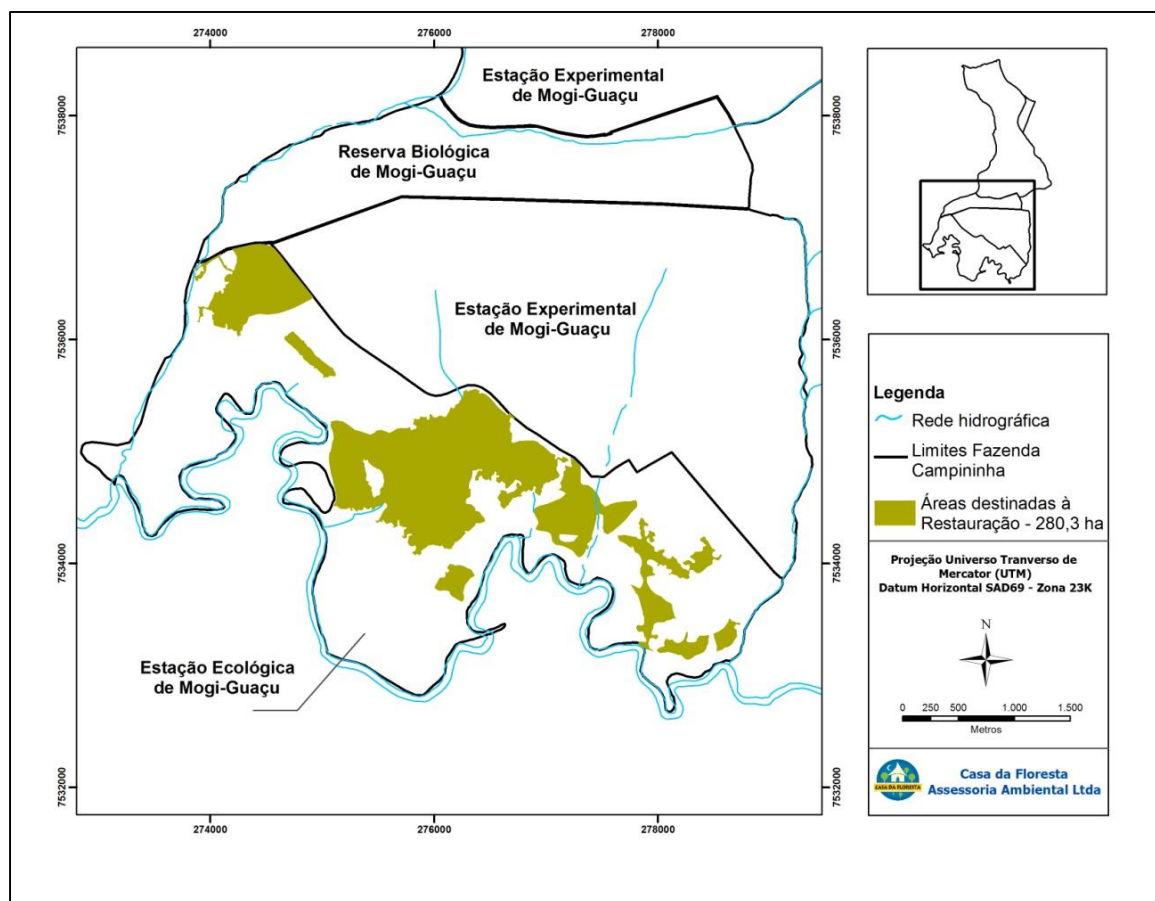 274000
276000
278000
7538000
7536000
7534000
7532000
Estação Experimental
de Mogi-Guaçu
Reserva Biológica
de Mogi-Guaçu
Estação Experimental
de Mogi-Guaçu
Estação Ecológica
de Mogi-Guaçu
7538000
7536000
7534000
7532000
274000
276000
278000
Legenda
Rede hidrográfica
Limites Fazenda
Campininha
Áreas destinadas à
Restauração - 280,3 ha
Projeção Universo Tranverso de
Mercator (UTM)
Datum Horizontal SAD69 - Zona 23K
N
0 250 500 1.000 1.500
Metros
CASA DA FLORESTA
Casa da Floresta
Assessoria Ambiental Ltda